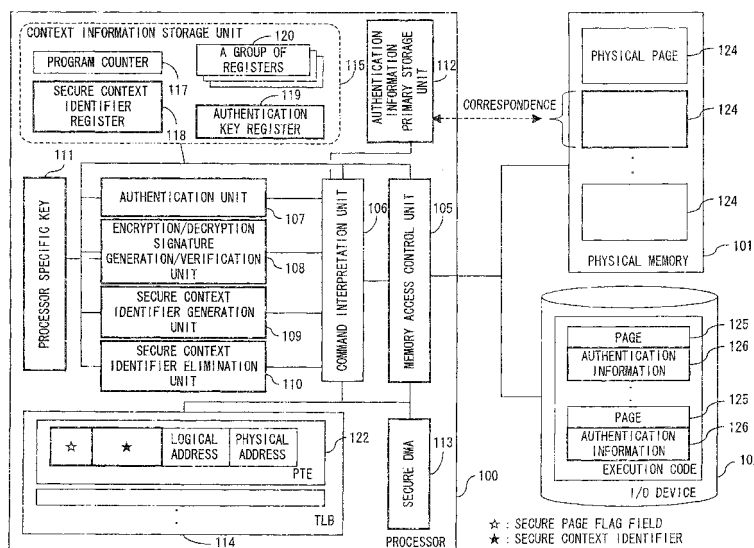 CONTEXT INFORMATION STORAGE UNIT
120
A GROUP OF
REGISTERS
PROGRAM COUNTER
117
115
SECURE CONTEXT
IDENTIFIER
REGISTER
118
119
AUTHENTICATION
KEY REGISTER
AUTHENTICATION
INFORMATION
PRIMARY STORAGE
UNIT
112
CORRESPONDENCE
PHYSICAL PAGE
124
124
124
101
PHYSICAL MEMORY
111
PROCESSOR SPECIFIC KEY
AUTHENTICATION UNIT
107
ENCRYPTION/DECRYPTION
SIGNATURE
GENERATION/VERIFICATION
UNIT
108
SECURE CONTEXT
IDENTIFIER GENERATION
UNIT
109
SECURE CONTEXT
IDENTIFIER ELIMINATION
UNIT
110
COMMAND INTERPRETATION UNIT
106
MEMORY ACCESS CONTROL UNIT
105
125
PAGE
126
AUTHENTICATION
INFORMATION
125
PAGE
126
AUTHENTICATION
INFORMATION
EXECUTION CODE
10
I/O DEVICE
☆
★
LOGICAL
ADDRESS
PHYSICAL
ADDRESS
PTE
122
TLB
114
SECURE DMA
113
100
PROCESSOR
☆ : SECURE PAGE FLAG FIELD
★ : SECURE CONTEXT IDENTIFIER